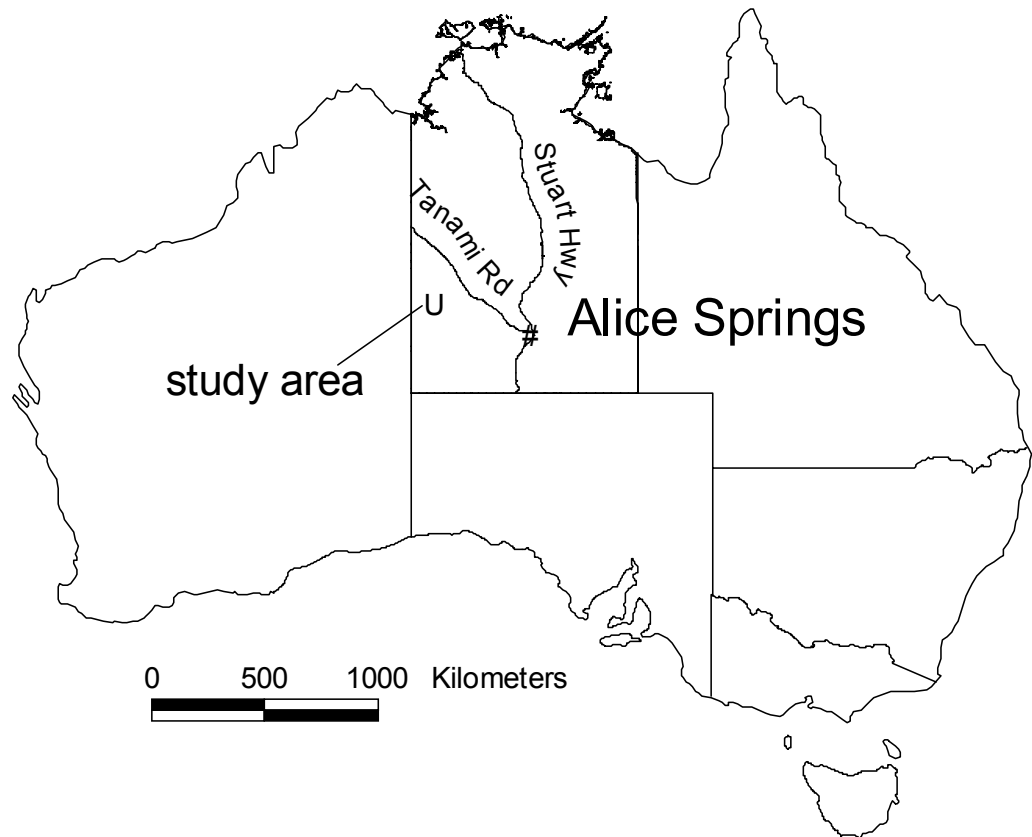 Stuart Hwy
Tanami Rd
U
# Alice Springs
study area
0 500 1000 Kilometers